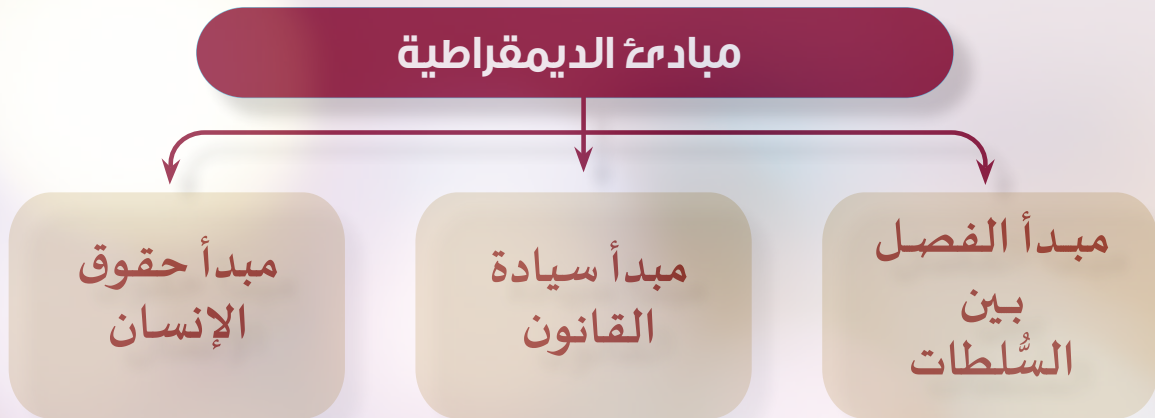 مبادئ الديمقراطية
مبدأ الفصل
بين
السُّلطات
مبدأ سيادة
القانون
مبدأ حقوق
الإنسان